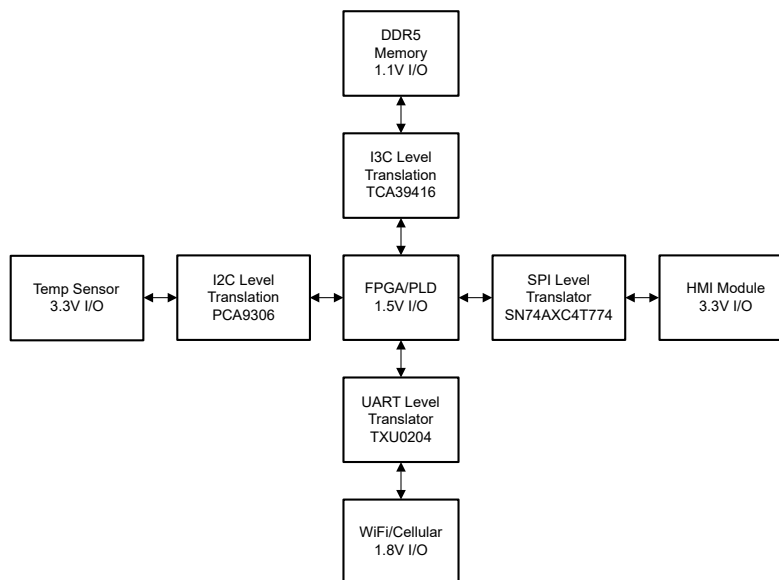 DDR5
Memory
1.1V I/O
I3C Level
Translation
TCA39416
Temp Sensor
3.3V I/O
I2C Level
Translation
PCA9306
FPGA/PLD
1.5V I/O
SPI Level
Translator
SN74AXC4T774
HMI Module
3.3V I/O
UART Level
Translator
TXU0204
WiFi/Cellular
1.8V I/O